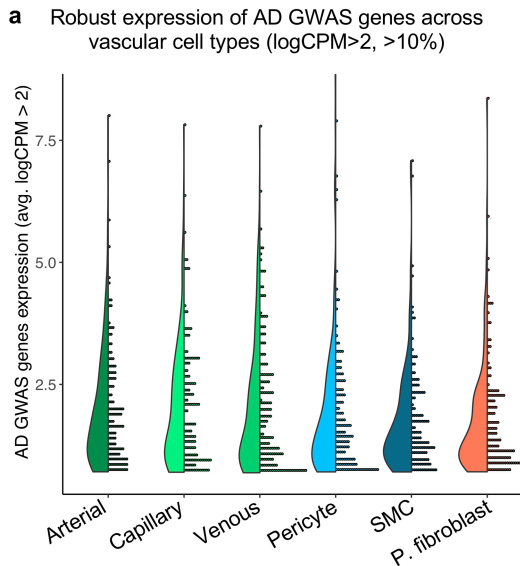 a Robust expression of AD GWAS genes across
vascular cell types (logCPM>2, >10%)
AD GWAS genes expression (avg. logCPM > 2)
7.5
5.0
2.5
Arterial
Capillary
Venous
Pericyte
SMC
P. fibroblast